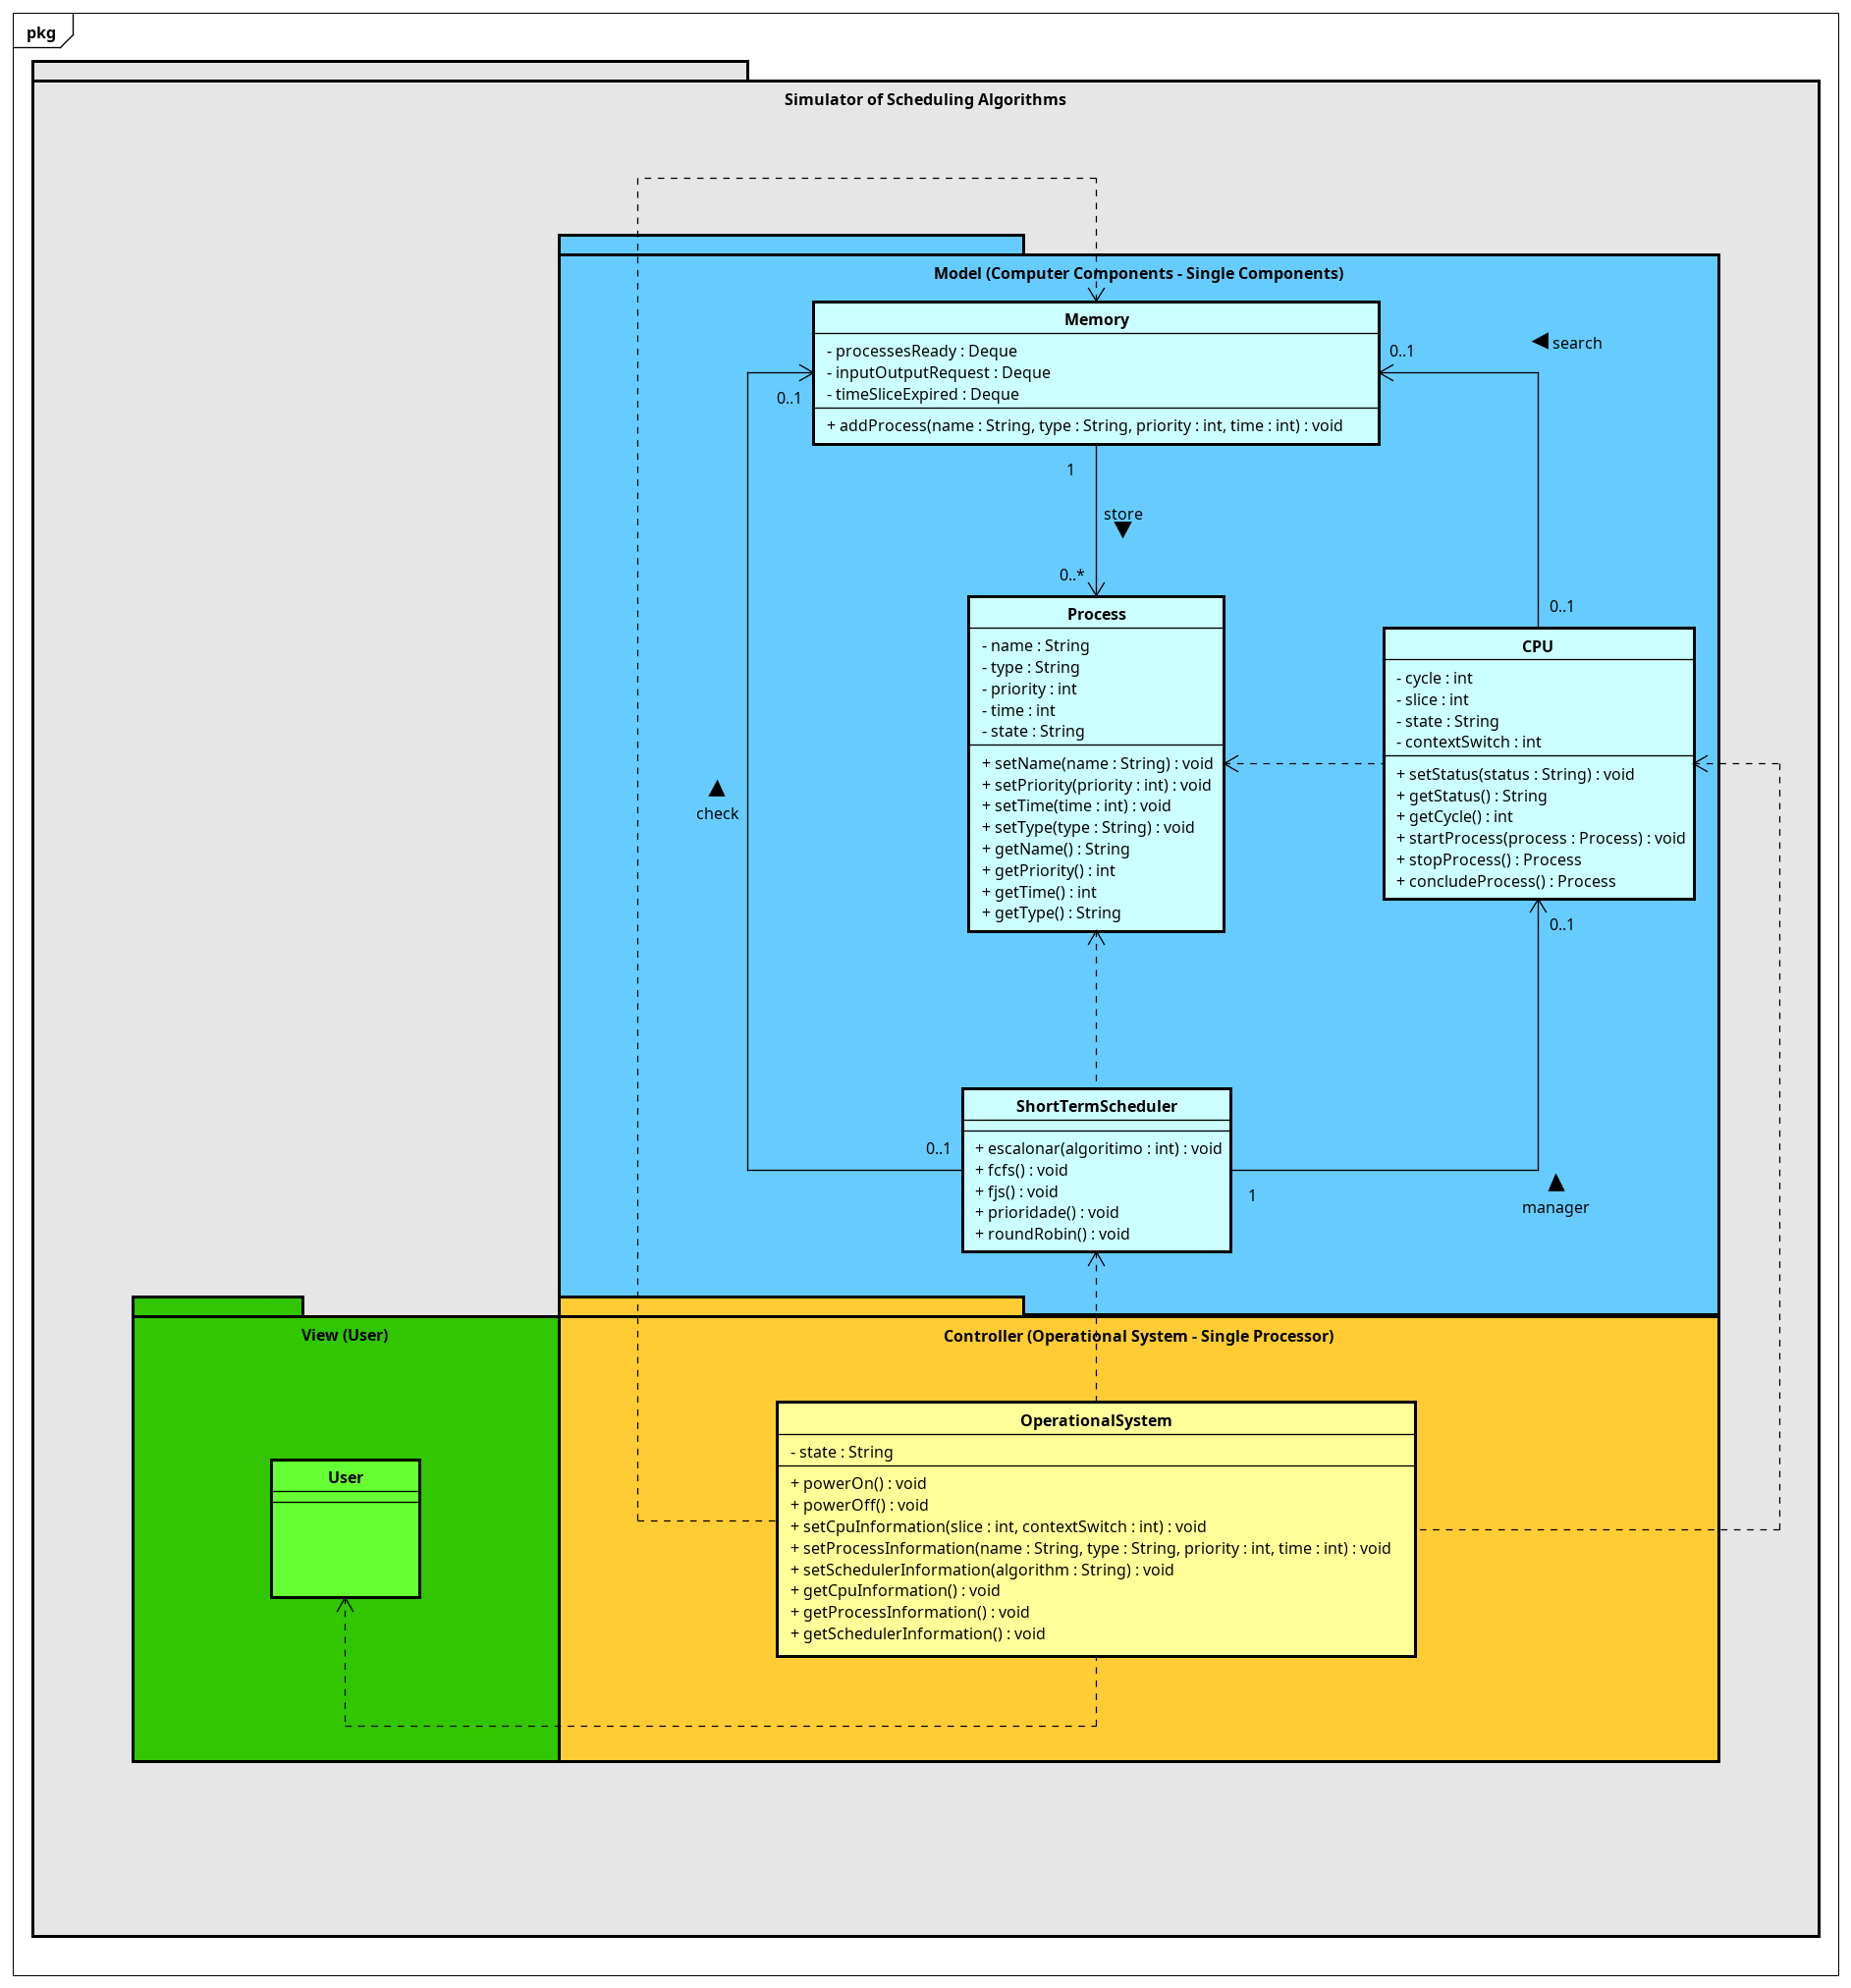 pkg
Simulator of Scheduling Algorithms
Model (Computer Components - Single Components)
Memory
- processesReady : Deque
- inputOutputRequest : Deque
- timeSliceExpired : Deque
+ addProcess(name : String, type : String, priority : int, time : int) : void
0..1
search
0..1
1
store
0..*
0..1
Process
- name : String
- type : String
- priority : int
- time : int
- state : String
+ setName(name : String) : void
+ setPriority(priority : int) : void
+ setTime(time : int) : void
+ setType(type : String) : void
+ getName() : String
+ getPriority() : int
+ getTime() : int
+ getType() : String
CPU
- cycle : int
- slice : int
- state : String
- contextSwitch : int
+ setStatus(status : String) : void
+ getStatus() : String
+ getCycle() : int
+ startProcess(process : Process) : void
+ stopProcess() : Process
+ concludeProcess() : Process
check
0..1
ShortTermScheduler
+ escalonar(algoritimo : int) : void
+ fcfs() : void
+ fjs() : void
+ prioridade() : void
+ roundRobin() : void
0..1
1
manager
View (User)
User
Controller (Operational System - Single Processor)
OperationalSystem
- state : String
+ powerOn() : void
+ powerOff() : void
+ setCpuInformation(slice : int, contextSwitch : int) : void
+ setProcessInformation(name : String, type : String, priority : int, time : int) : void
+ setSchedulerInformation(algorithm : String) : void
+ getCpuInformation() : void
+ getProcessInformation() : void
+ getSchedulerInformation() : void